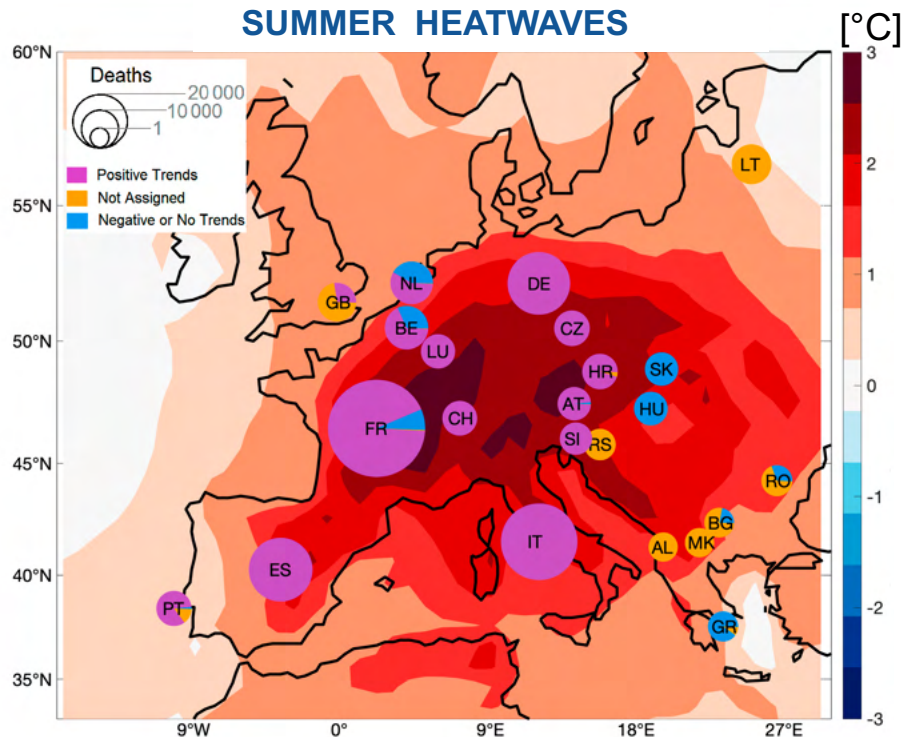 SUMMER HEATWAVES
[°C]
60°N
55°N
50°N
45°N
40°N
35°N
Deaths
20 000
10 000
1
Positive Trends
Not Assigned
Negative or No Trends
LT
NL
DE
GB
BE
CZ
LU
HR
SK
AT
HU
FR
CH
SI
RS
RO
BG
IT
AL
MK
ES
PT
GR
9°W
0°
9°E
18°E
27°E
3
2
1
0
-1
-2
-3